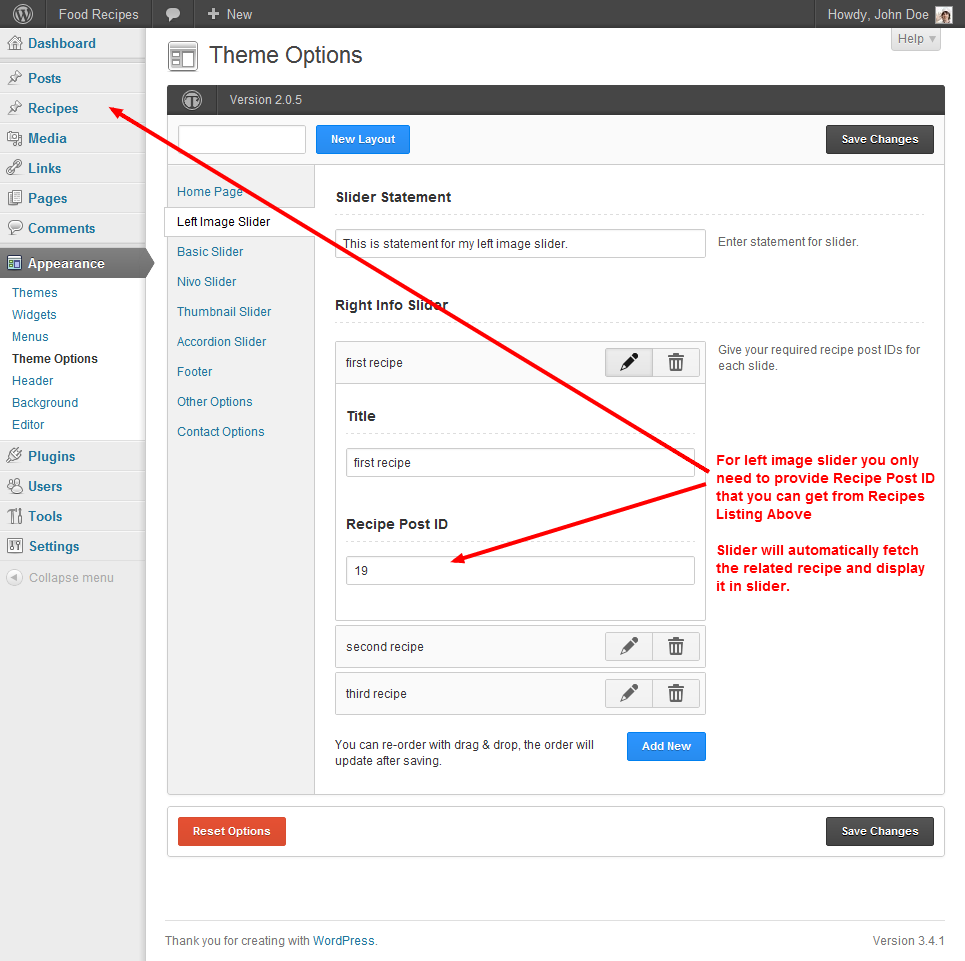 Food Recipes
New
Howdy, John Doe
Help
Dashboard
Posts
Recipes
Media
Links
Pages
Comments
Appearance
Themes
Widgets
Menus
Theme Options
Header
Background
Editor
Plugins
Users
Tools
Settings
Collapse menu
Theme Options
Version 2.0.5
New Layout
Save Changes
Home Page
Left Image Slider
Basic Slider
Nivo Slider
Thumbnail Slider
Accordion Slider
Footer
Other Options
Contact Options
Slider Statement
This is statement for my left image slider.
Enter statement for slider.
Right Info Slider
first recipe
Give your required recipe post IDs for
each slide.
Title
first recipe
Recipe Post ID
19
For left image slider you only
need to provide Recipe Post ID
that you can get from Recipes
Listing Above
Slider will automatically fetch
the related recipe and display
it in slider.
second recipe
third recipe
You can re-order with drag & drop, the order will
update after saving.
Add New
Reset Options
Save Changes
Thank you for creating with WordPress.
Version 3.4.1